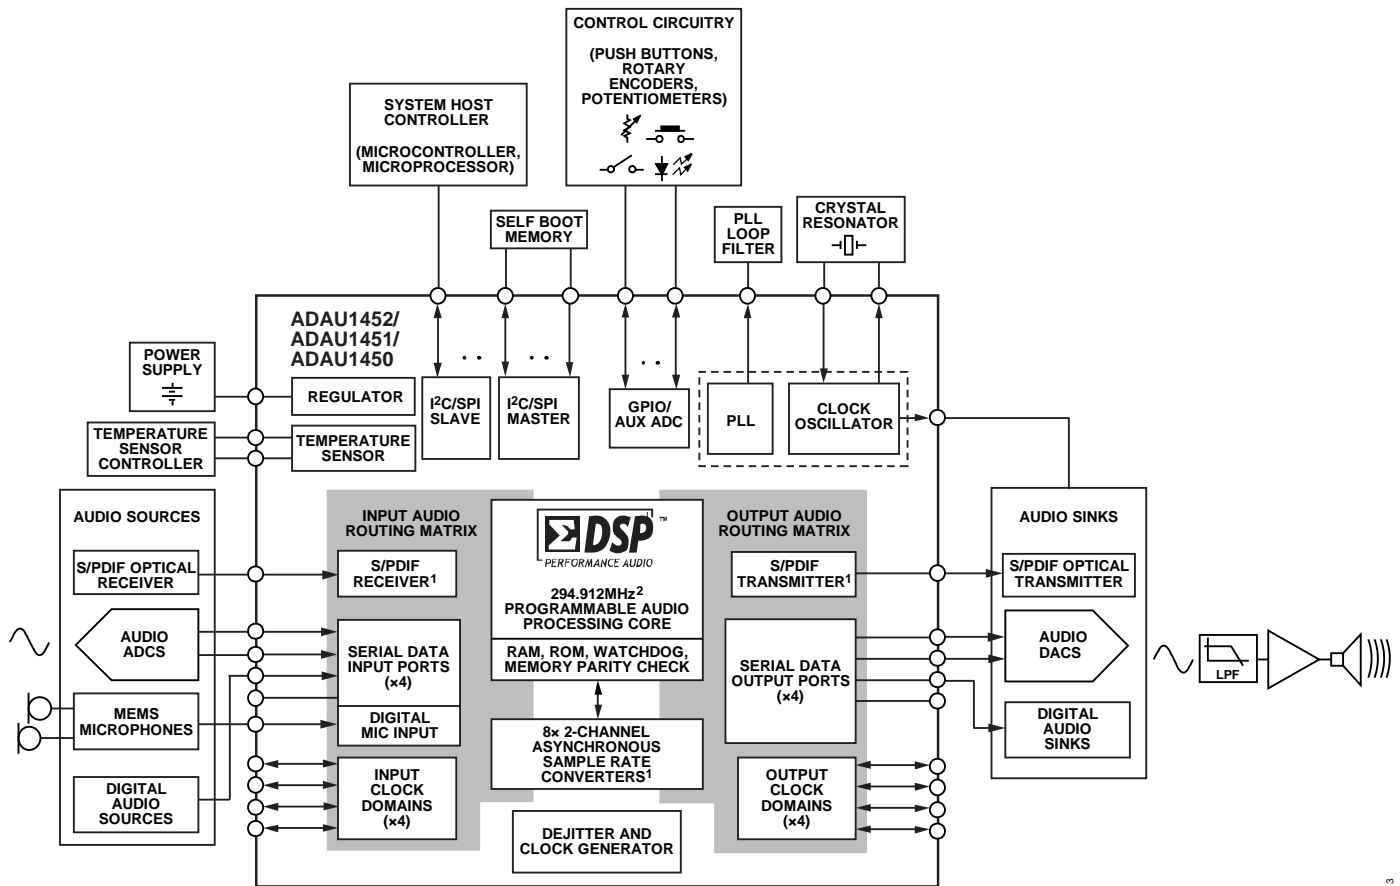 CONTROL CIRCUITRY
(PUSH BUTTONS,
ROTARY
ENCODERS,
POTENTIOMETERS)
SYSTEM HOST
CONTROLLER
(MICROCONTROLLER,
MICROPROCESSOR)
SELF BOOT
MEMORY
PLL
LOOP
FILTER
CRYSTAL
RESONATOR
ADAU1452/
ADAU1451/
ADAU1450
POWER
SUPPLY
REGULATOR
TEMPERATURE
SENSOR
CONTROLLER
TEMPERATURE
SENSOR
I²C/SPI
SLAVE
I²C/SPI
MASTER
GPIO/
AUX ADC
PLL
CLOCK
OSCILLATOR
AUDIO SOURCES
S/PDIF OPTICAL
RECEIVER
AUDIO
ADCS
MEMS
MICROPHONES
DIGITAL
AUDIO
SOURCES
INPUT AUDIO
ROUTING MATRIX
S/PDIF
RECEIVER¹
SERIAL DATA
INPUT PORTS
(×4)
DIGITAL
MIC INPUT
INPUT
CLOCK
DOMAINS
(×4)
ΣDSP™
PERFORMANCE AUDIO
294.912MHz²
PROGRAMMABLE AUDIO
PROCESSING CORE
RAM, ROM, WATCHDOG,
MEMORY PARITY CHECK
8× 2-CHANNEL
ASYNCHRONOUS
SAMPLE RATE
CONVERTERS¹
DEJITTER AND
CLOCK GENERATOR
OUTPUT AUDIO
ROUTING MATRIX
S/PDIF
TRANSMITTER¹
SERIAL DATA
OUTPUT PORTS
(×4)
OUTPUT
CLOCK
DOMAINS
(×4)
AUDIO SINKS
S/PDIF OPTICAL
TRANSMITTER
AUDIO
DACS
DIGITAL
AUDIO
SINKS
LPF
3